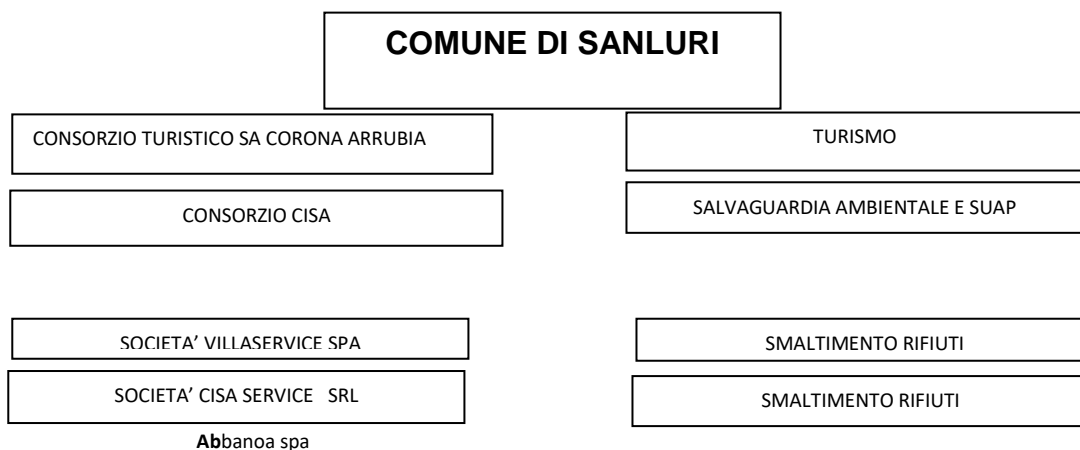 COMUNE DI SANLURI
CONSORZIO TURISTICO SA CORONA ARRUBIA
TURISMO
CONSORZIO CISA
SALVAGUARDIA AMBIENTALE E SUAP
SOCIETA’ VILLASERVICE SPA
SMALTIMENTO RIFIUTI
SOCIETA’ CISA SERVICE SRL
SMALTIMENTO RIFIUTI
Abbanoa spa